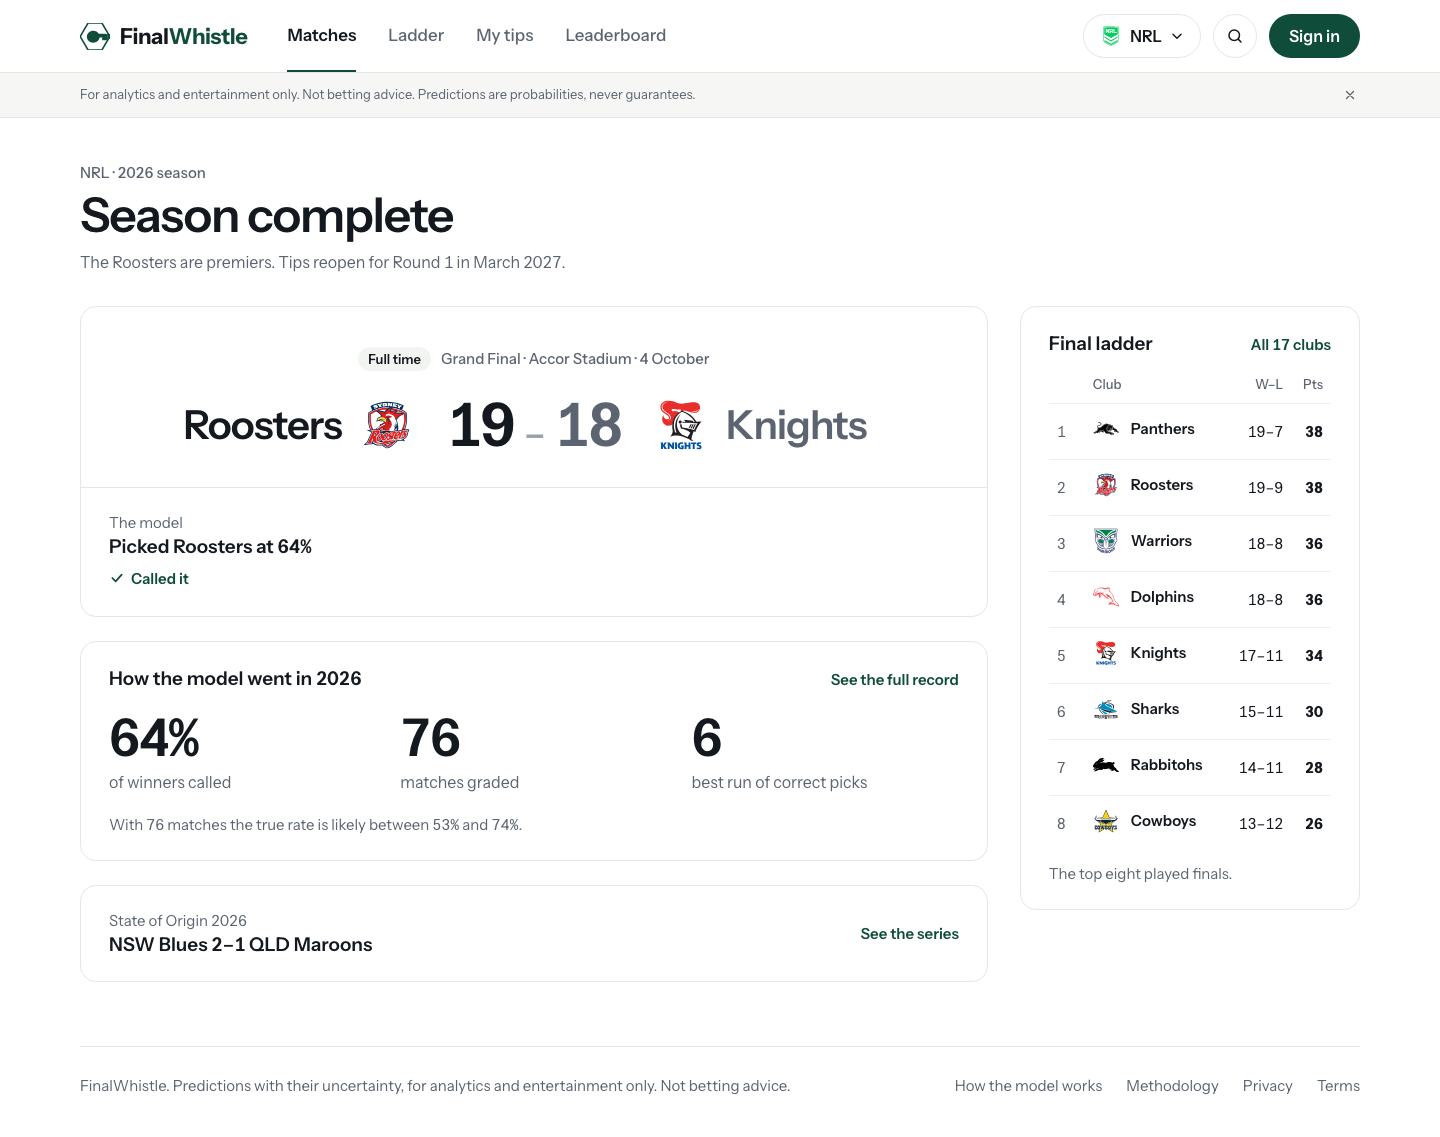 FinalWhistle
Matches
Ladder
My tips
Leaderboard
NRL
NRL
Sign in
For analytics and entertainment only. Not betting advice. Predictions are probabilities, never guarantees.
NRL · 2026 season
Season complete
The Roosters are premiers. Tips reopen for Round 1 in March 2027.
Full time
Grand Final · Accor Stadium · 4 October
Roosters
SYDNEY
Roosters
19 – 18
KNIGHTS
Knights
The model
Picked Roosters at 64%
Called it
How the model went in 2026
See the full record
64%
of winners called
76
matches graded
6
best run of correct picks
With 76 matches the true rate is likely between 53% and 74%.
State of Origin 2026
NSW Blues 2–1 QLD Maroons
See the series
Final ladder
All 17 clubs
Club W–L Pts
1 Panthers 19–7 38
2 Roosters 19–9 38
3 Warriors 18–8 36
4 Dolphins 18–8 36
5 KNIGHTS Knights 17–11 34
6 Sharks 15–11 30
7 Rabbitohs 14–11 28
8 COWBOYS Cowboys 13–12 26
The top eight played finals.
FinalWhistle. Predictions with their uncertainty, for analytics and entertainment only. Not betting advice.
How the model works
Methodology
Privacy
Terms